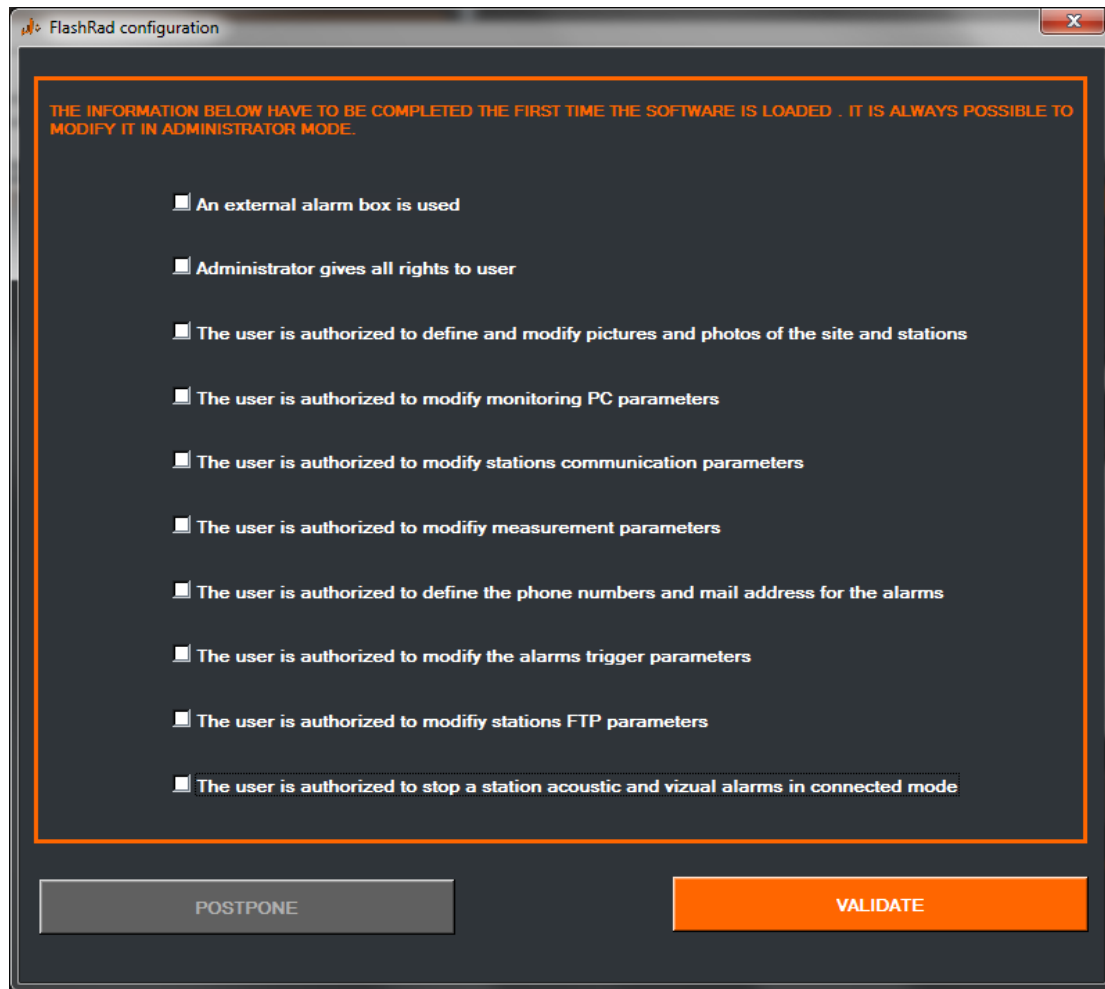 FlashRad configuration
THE INFORMATION BELOW HAVE TO BE COMPLETED THE FIRST TIME THE SOFTWARE IS LOADED . IT IS ALWAYS POSSIBLE TO
MODIFY IT IN ADMINISTRATOR MODE.
An external alarm box is used
Administrator gives all rights to user
The user is authorized to define and modify pictures and photos of the site and stations
The user is authorized to modify monitoring PC parameters
The user is authorized to modify stations communication parameters
The user is authorized to modifiy measurement parameters
The user is authorized to define the phone numbers and mail address for the alarms
The user is authorized to modify the alarms trigger parameters
The user is authorized to modifiy stations FTP parameters
The user is authorized to stop a station acoustic and vizual alarms in connected mode
POSTPONE
VALIDATE